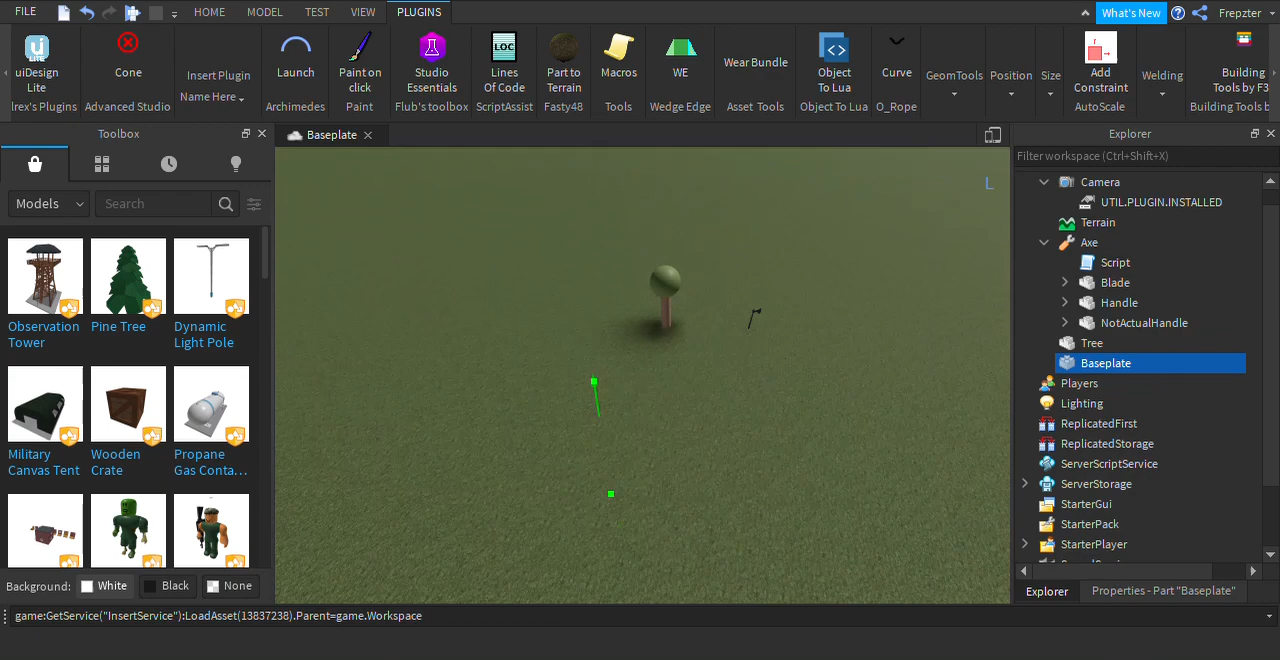 FILE
HOME
MODEL
TEST
VIEW
PLUGINS
What's New
Frepzter
LITE
uiDesign
Lite
lrex's Plugins
Cone
Advanced Studio
Insert Plugin
Name Here
Launch
Archimedes
Paint on
click
Paint
Studio
Essentials
Flub's toolbox
LOC
Lines
Of Code
ScriptAssist
Part to
Terrain
Fasty48
Macros
Tools
WE
Wedge Edge
Wear Bundle
Asset Tools
Object
To Lua
Object To Lua
Curve
O_Rope
GeomTools
Position
Size
Add
Constraint
AutoScale
Welding
Building
Tools by F3
Building Tools b
Toolbox
Models
Search
Observation
Tower
Pine Tree
Dynamic
Light Pole
Military
Canvas Tent
Wooden
Crate
Propane
Gas Conta...
Background:
White
Black
None
Baseplate
L
Explorer
Filter workspace (Ctrl+Shift+X)
Camera
UTIL.PLUGIN.INSTALLED
Terrain
Axe
Script
Blade
Handle
NotActualHandle
Tree
Baseplate
Players
Lighting
ReplicatedFirst
ReplicatedStorage
ServerScriptService
ServerStorage
StarterGui
StarterPack
StarterPlayer
Explorer
Properties - Part "Baseplate"
game:GetService("InsertService"):LoadAsset(13837238).Parent=game.Workspace